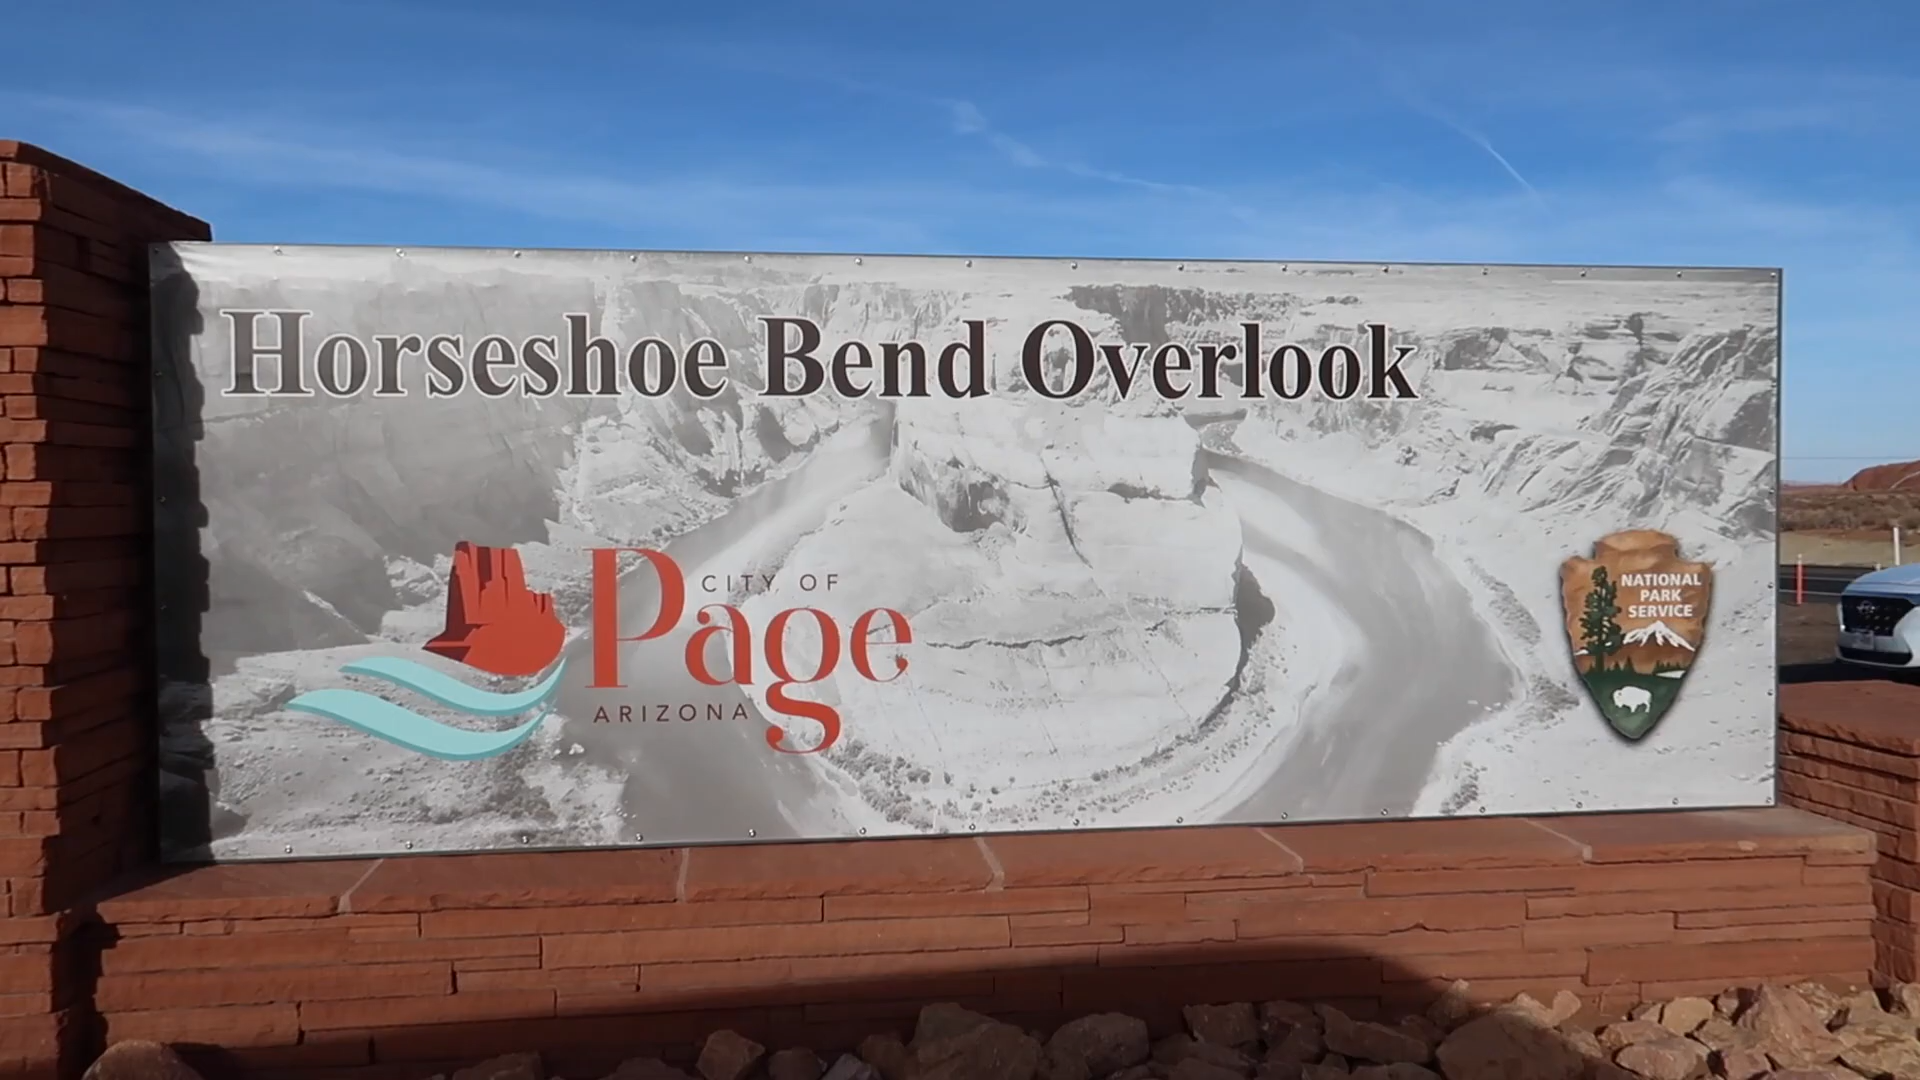 Horseshoe Bend Overlook
CITY OF
Page
ARIZONA
NATIONAL
PARK
SERVICE